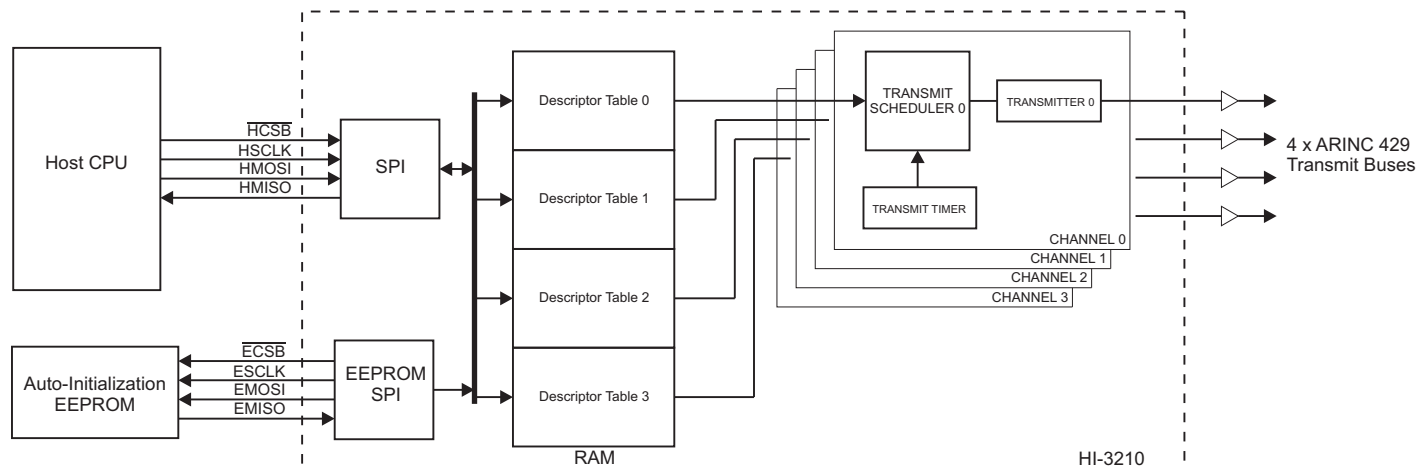 Host CPU
HCSB
HSCLK
HMOSI
HMISO
SPI
Auto-Initialization
EEPROM
ECSB
ESCLK
EMOSI
EMISO
EEPROM
SPI
Descriptor Table 0
Descriptor Table 1
Descriptor Table 2
Descriptor Table 3
RAM
TRANSMIT
SCHEDULER 0
TRANSMITTER 0
TRANSMIT TIMER
CHANNEL 0
CHANNEL 1
CHANNEL 2
CHANNEL 3
4 x ARINC 429
Transmit Buses
HI-3210